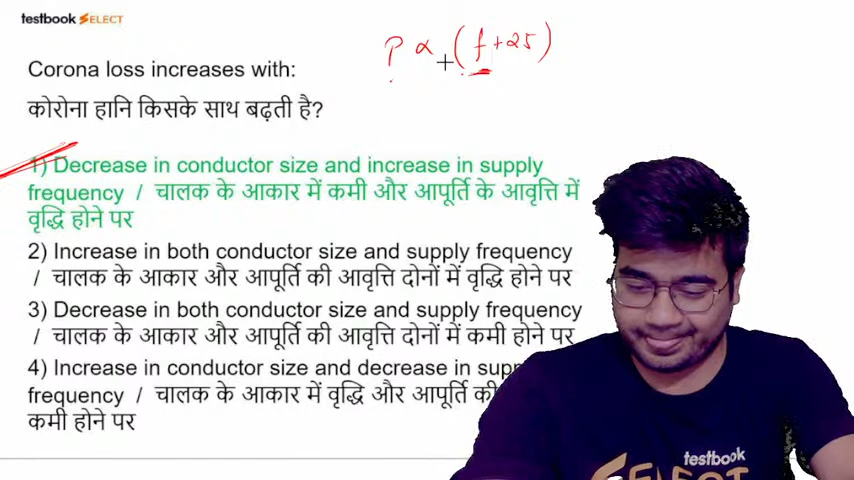 testbook SELECT
P ∝ (f+25)
Corona loss increases with:
कोरोना हानि किसके साथ बढ़ती है?
1) Decrease in conductor size and increase in supply
frequency / चालक के आकार में कमी और आपूर्ति के आवृत्ति में
वृद्धि होने पर
2) Increase in both conductor size and supply frequency
/ चालक के आकार और आपूर्ति की आवृत्ति दोनों में वृद्धि होने पर
3) Decrease in both conductor size and supply frequency
/ चालक के आकार और आपूर्ति की आवृत्ति दोनों में कमी होने पर
4) Increase in conductor size and decrease in sup
frequency / चालक के आकार में वृद्धि और आपूर्ति की
कमी होने पर
testbook
SELECT